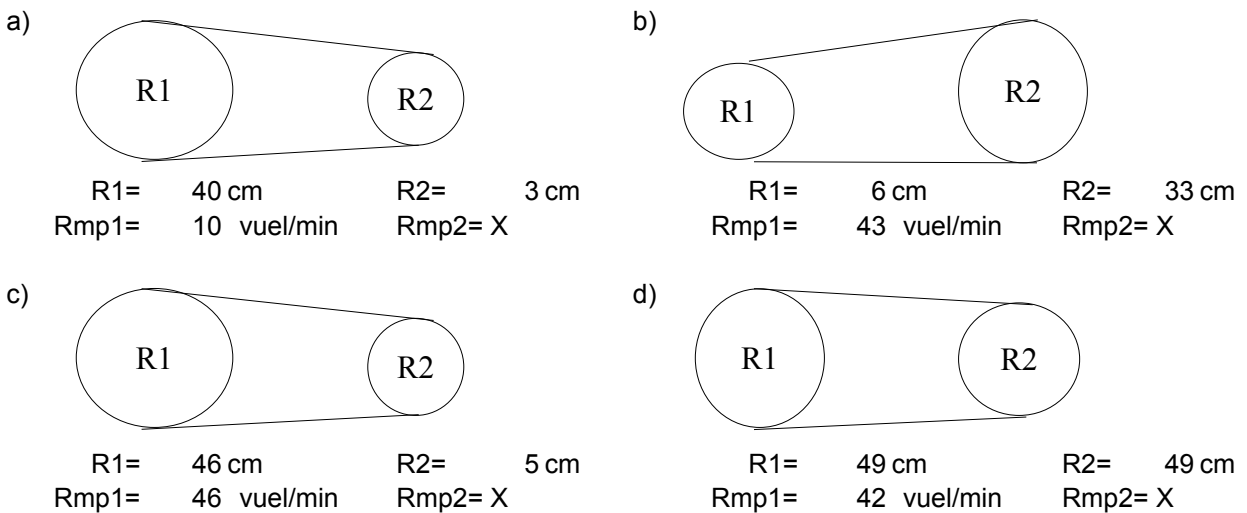 a)
R1
R2
R1= 40 cm R2= 3 cm
Rmp1= 10 vuel/min Rmp2= X
b)
R1
R2
R1= 6 cm R2= 33 cm
Rmp1= 43 vuel/min Rmp2= X
c)
R1
R2
R1= 46 cm R2= 5 cm
Rmp1= 46 vuel/min Rmp2= X
d)
R1
R2
R1= 49 cm R2= 49 cm
Rmp1= 42 vuel/min Rmp2= X